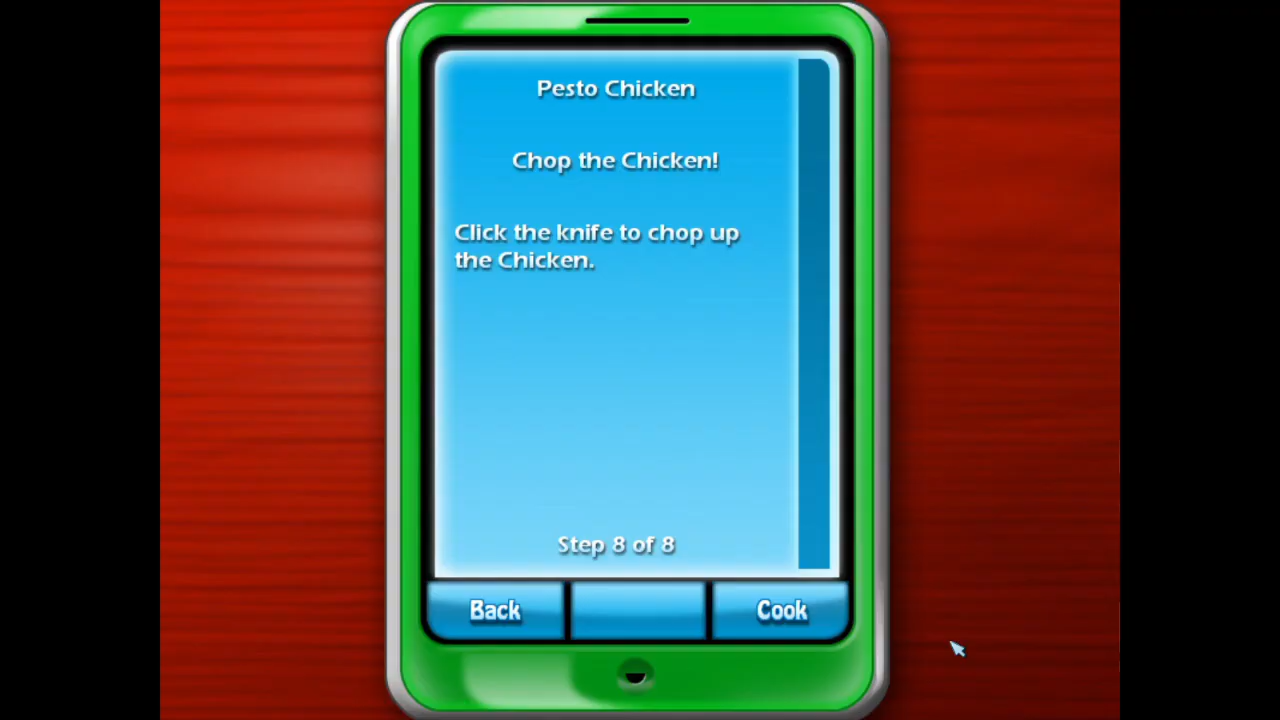 Pesto Chicken
Chop the Chicken!
Click the knife to chop up
the Chicken.
Step 8 of 8
Back
Cook